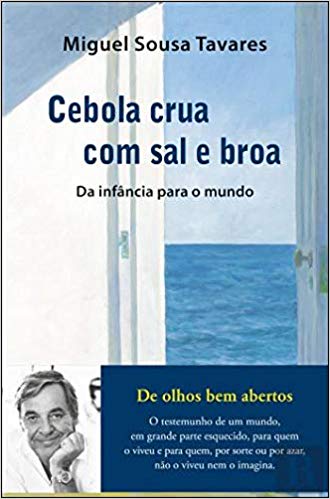 Miguel Sousa Tavares
Cebola crua
com sal e broa
Da infância para o mundo
De olhos bem abertos
O testemunho de um mundo,
em grande parte esquecido, para quem
o viveu e para quem, por sorte ou por azar,
não o viveu nem o imagina.